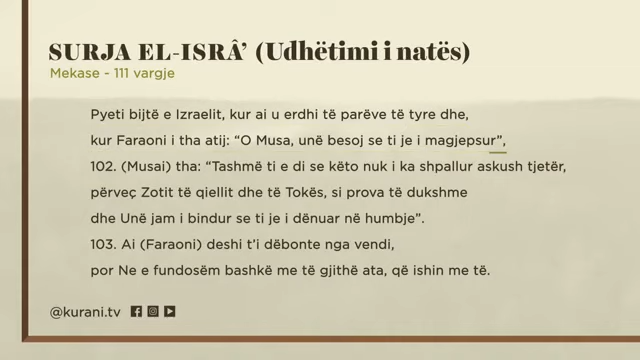 SURJA EL-ISRÂ’ (Udhëtimi i natës)
Mekase - 111 vargje
Pyeti bijtë e Izraelit, kur ai u erdhi të parëve të tyre dhe,
kur Faraoni i tha atij: “O Musa, unë besoj se ti je i magjepsur”,
102. (Musai) tha: “Tashmë ti e di se këto nuk i ka shpallur askush tjetër,
përveç Zotit të qiellit dhe të Tokës, si prova të dukshme
dhe Unë jam i bindur se ti je i dënuar në humbje”.
103. Ai (Faraoni) deshi t’i dëbonte nga vendi,
por Ne e fundosëm bashkë me të gjithë ata, që ishin me të.
@kurani.tv